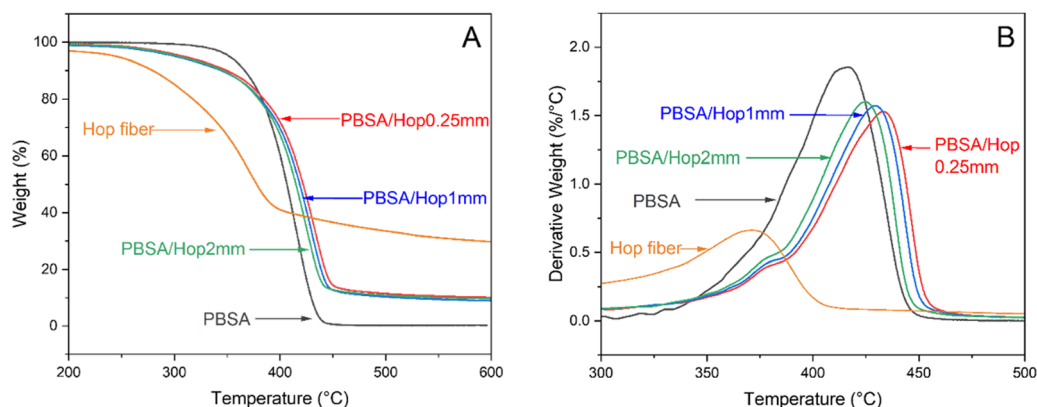 A
100
80
60
40
20
0
Weight (%)
200
300
400
500
600
Temperature (°C)
Hop fiber
PBSA/Hop0.25mm
PBSA/Hop1mm
PBSA/Hop2mm
PBSA
B
2.0
1.5
1.0
0.5
0.0
Derivative Weight (%/°C)
300
350
400
450
500
Temperature (°C)
PBSA/Hop1mm
PBSA/Hop2mm
PBSA/Hop
0.25mm
PBSA
Hop fiber